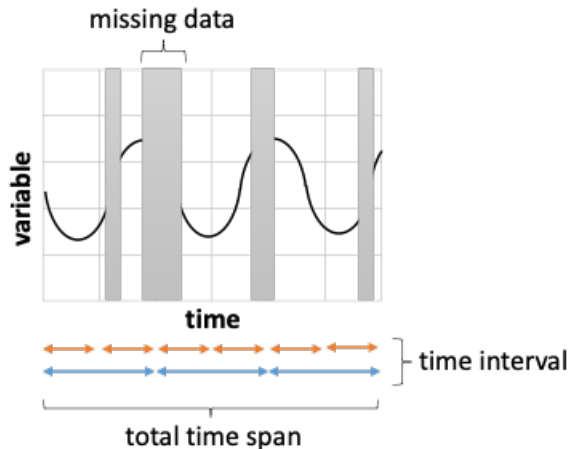 missing data
variable
time
time interval
total time span